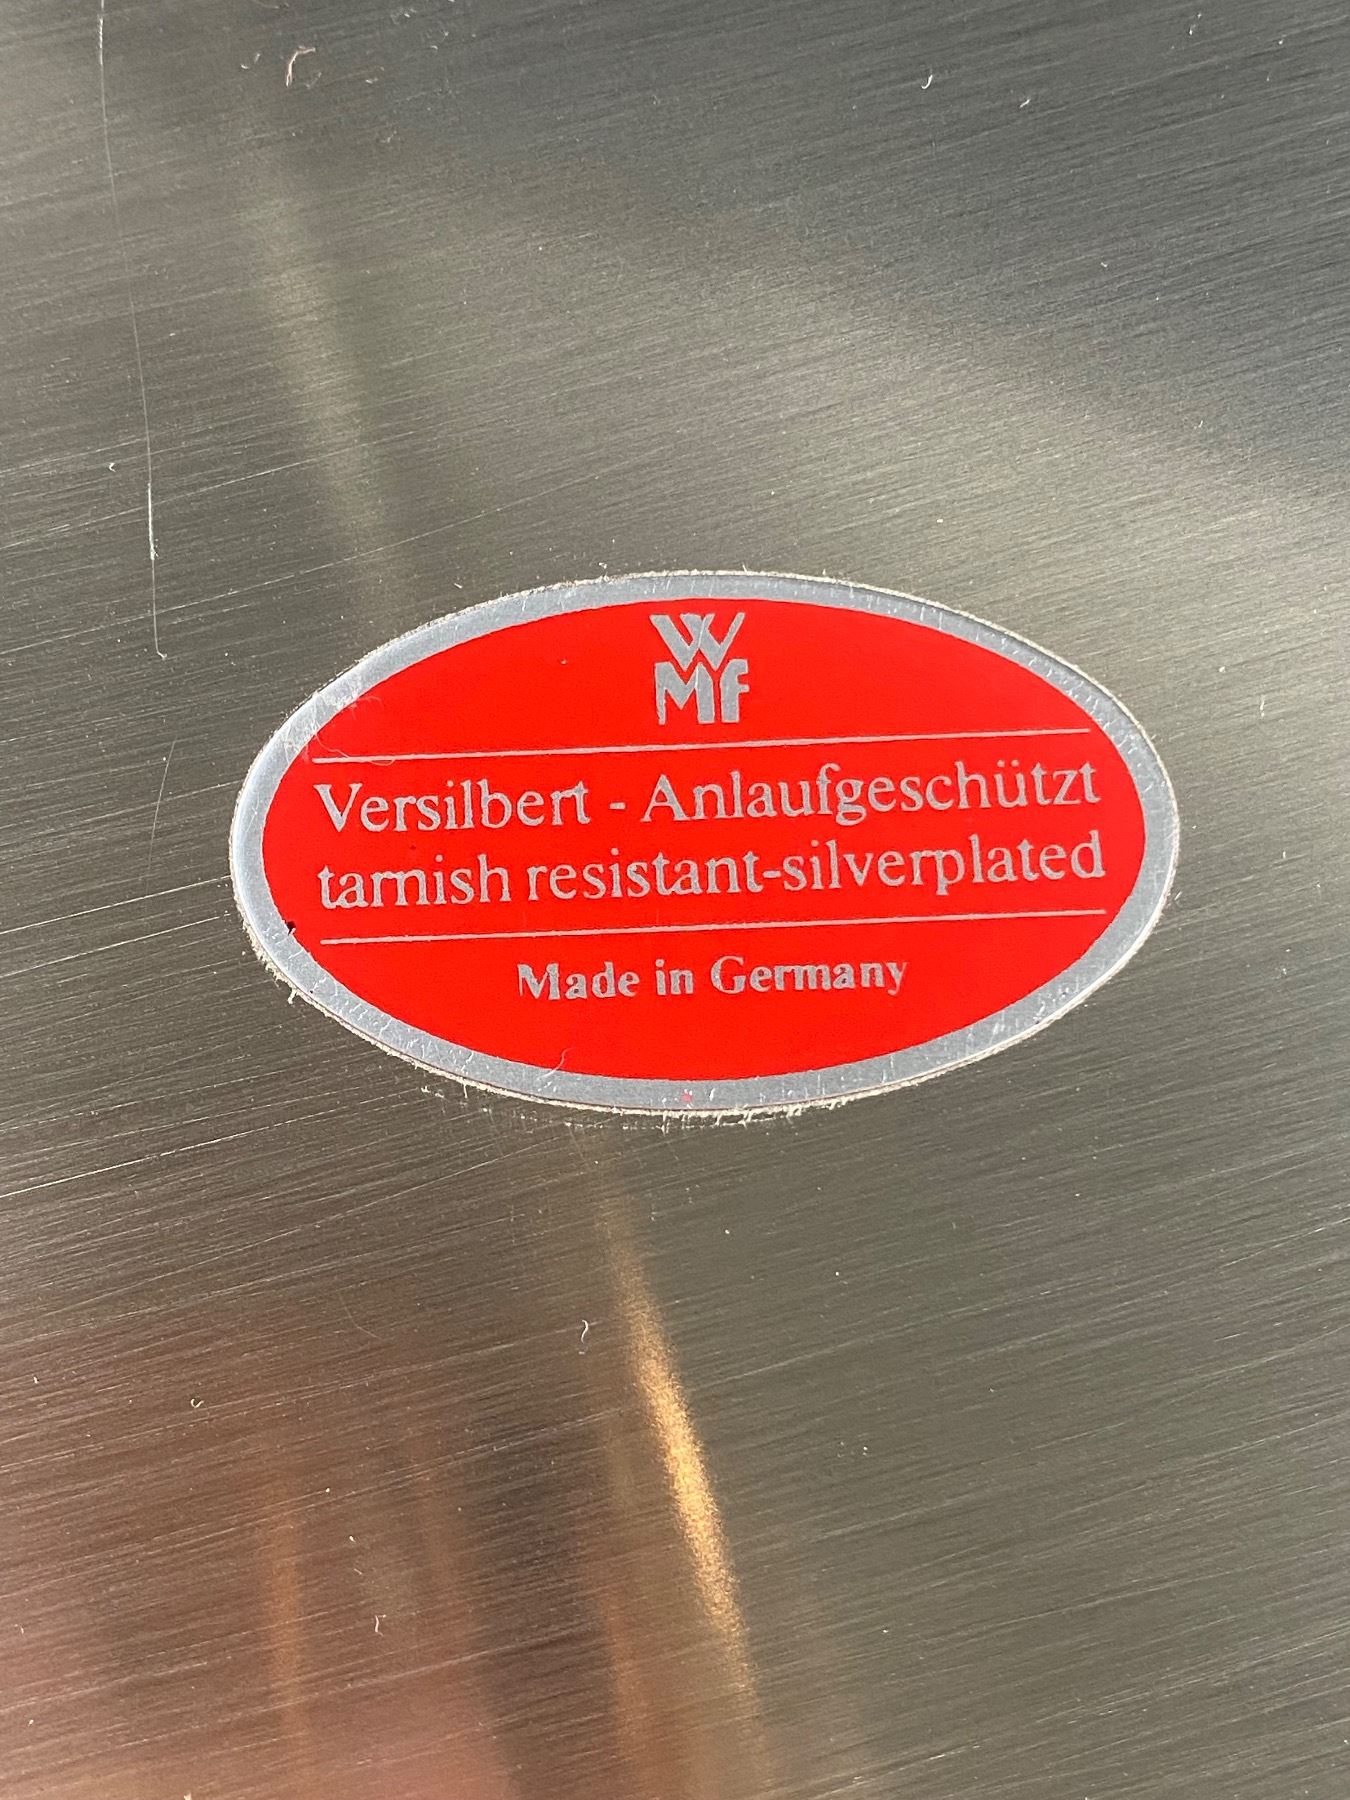 WMF
Versilbert - Anlaufgeschützt
tarnish resistant-silverplated
Made in Germany